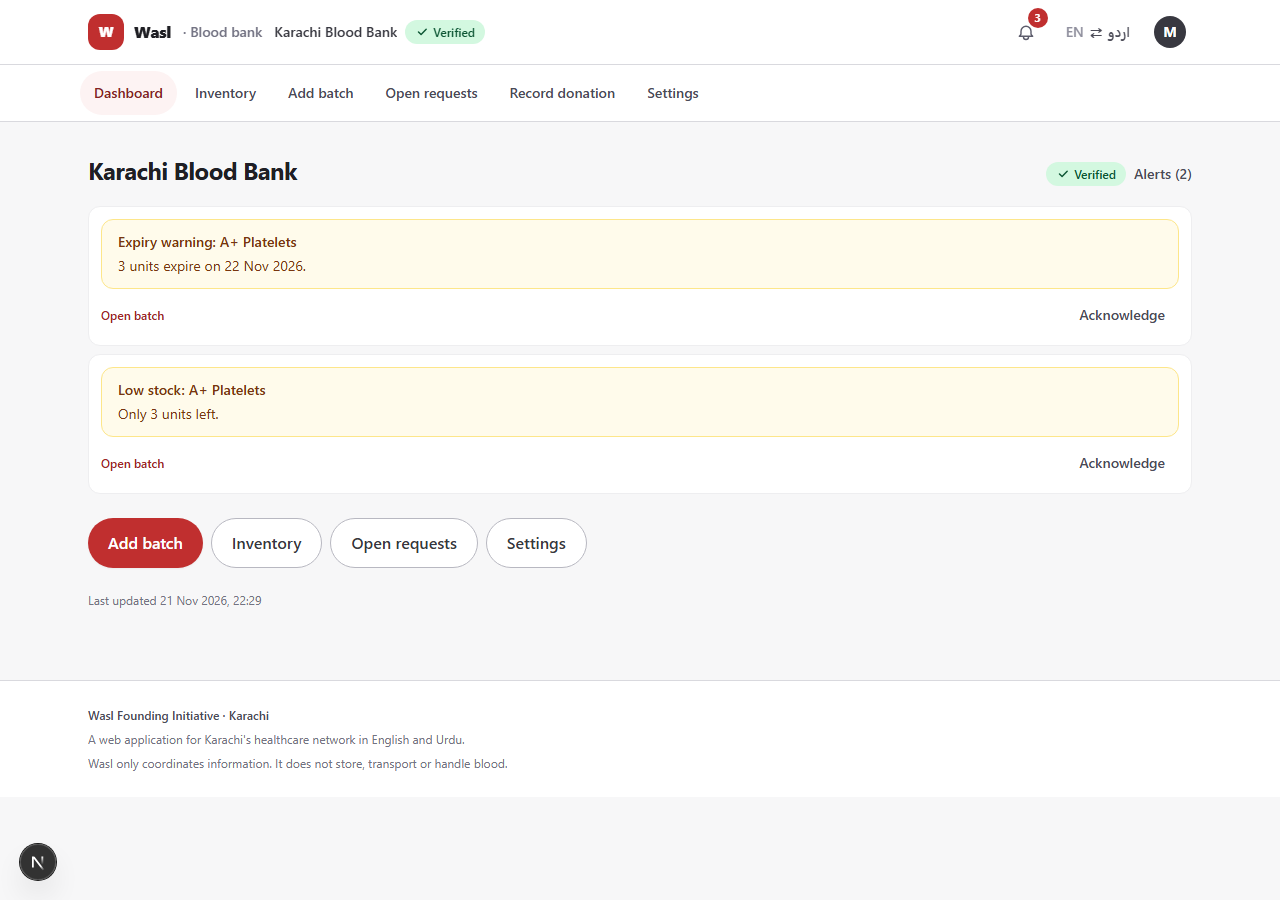 W Wasl · Blood bank Karachi Blood Bank Verified 3 EN ⇄ اردو M
Dashboard Inventory Add batch Open requests Record donation Settings
Karachi Blood Bank Verified Alerts (2)
Expiry warning: A+ Platelets
3 units expire on 22 Nov 2026.
Open batch Acknowledge
Low stock: A+ Platelets
Only 3 units left.
Open batch Acknowledge
Add batch Inventory Open requests Settings
Last updated 21 Nov 2026, 22:29
Wasl Founding Initiative · Karachi
A web application for Karachi's healthcare network in English and Urdu.
Wasl only coordinates information. It does not store, transport or handle blood.
N